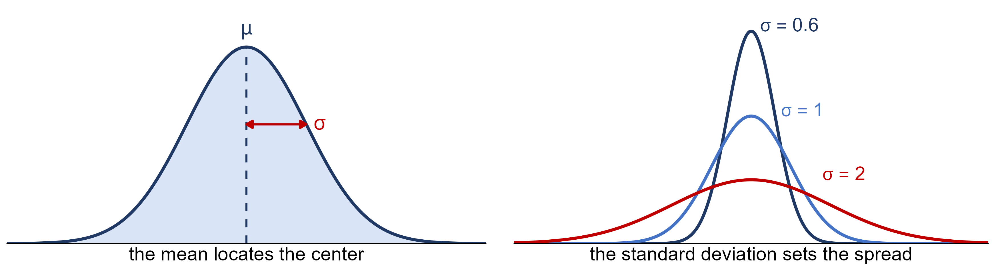 μ
σ
the mean locates the center
σ = 0.6
σ = 1
σ = 2
the standard deviation sets the spread